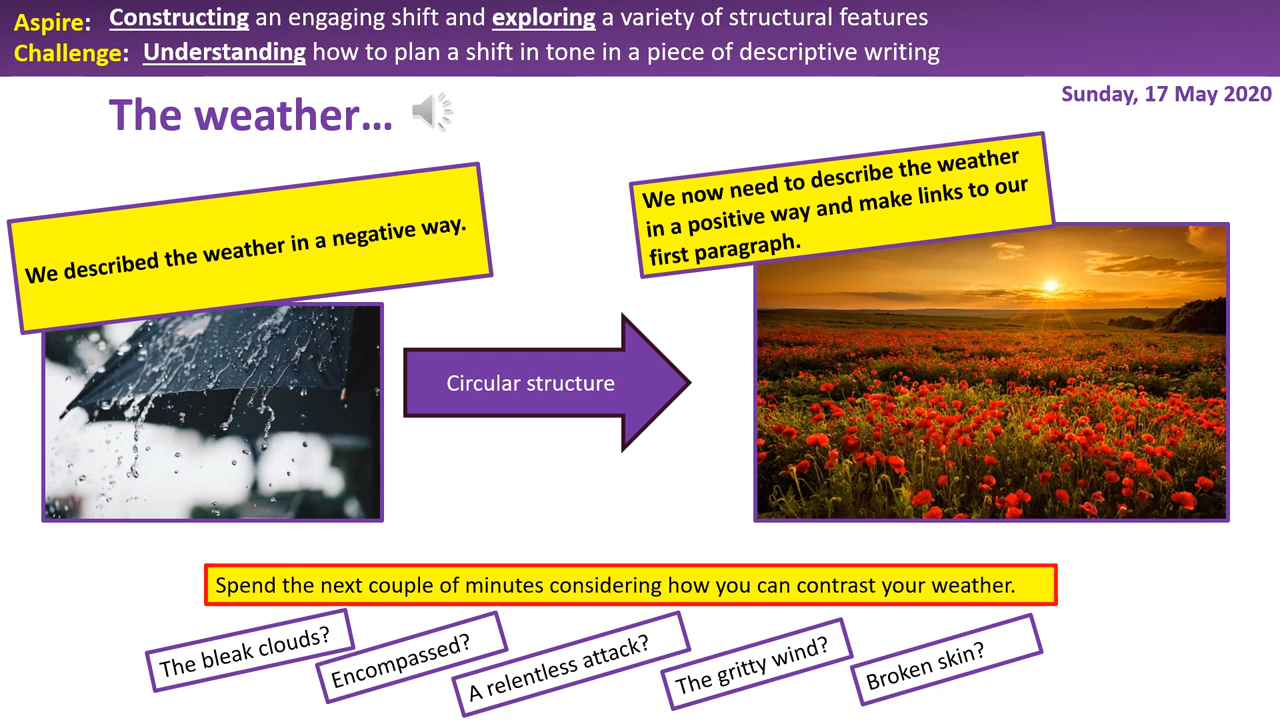 Aspire: Constructing an engaging shift and exploring a variety of structural features
Challenge: Understanding how to plan a shift in tone in a piece of descriptive writing
Sunday, 17 May 2020
The weather...
We described the weather in a negative way.
We now need to describe the weather
in a positive way and make links to our
first paragraph.
Circular structure
Spend the next couple of minutes considering how you can contrast your weather.
The bleak clouds?
Encompassed?
A relentless attack?
The gritty wind?
Broken skin?